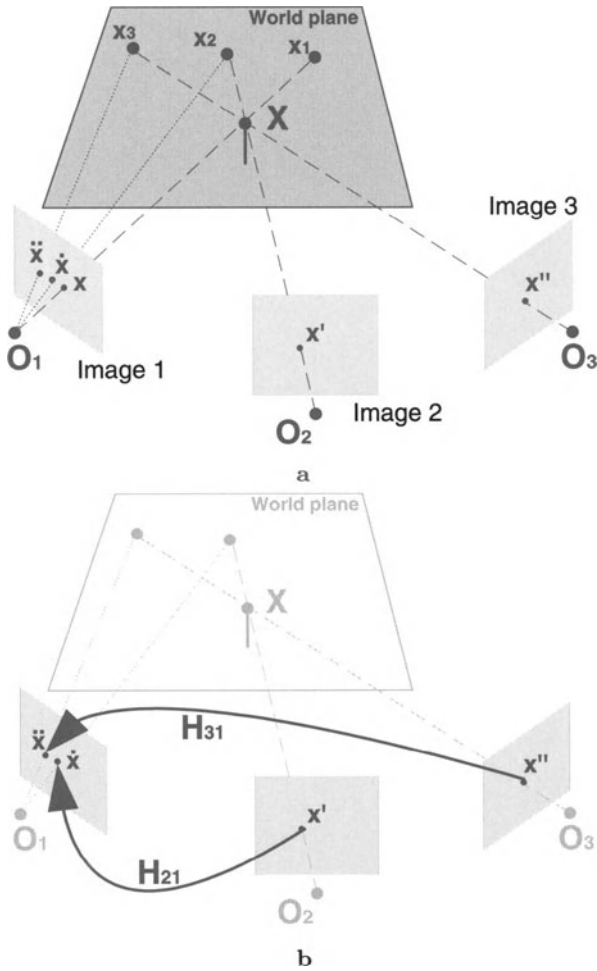 World plane
x₃ x₂ x₁
X
Image 3
ẍ ẋ x
x' x''
O₁ Image 1
O₃
O₂ Image 2
a
World plane
X
H₃₁
ẍ ẋ
x''
x'
O₁
O₃
H₂₁
O₂
b